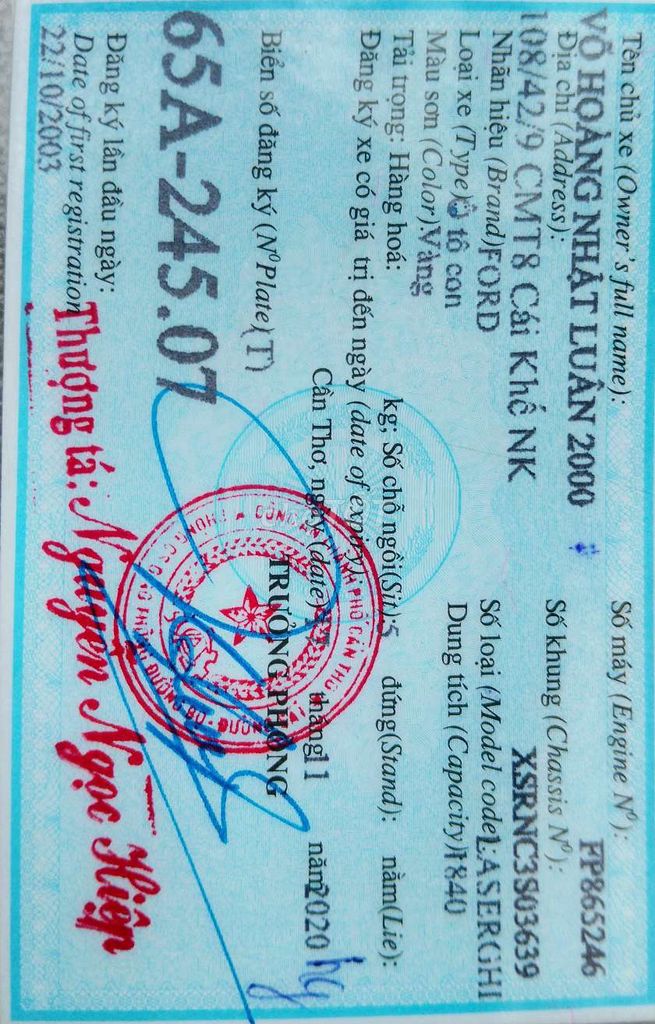 Tên chủ xe (Owner's full name): Số máy (Engine Nº):
VÕ HOÀNG NHẬT LUÂN 2000 FP865246
Địa chỉ (Address): Số khung (Chassis Nº):
108/42/9 CMT8 Cái Khế NK XSRNC3S03639
Nhãn hiệu (Brand)FORD Số loại (Model code):LASERGHI
Loại xe (Type) ô tô con Dung tích (Capacity)1840
Màu sơn (Color)Vàng
Tải trọng: Hàng hoá: kg; Số chỗ ngồi(Sit):5 đứng(Stand): nằm(Lie):
Đăng ký xe có giá trị đến ngày (date of expiry)
Cần Thơ, ngày (date) tháng11 năm2020
Biển số đăng ký (NºPlate)(T) TRƯỞNG PHÒNG
65A-245.07
Đăng ký lần đầu ngày:
Date of first registration
22/10/2003
Thượng tá: Nguyễn Ngọc Hiệp